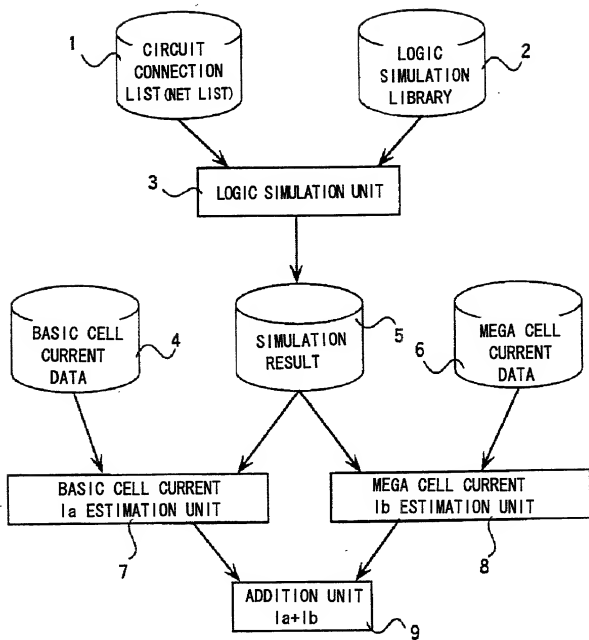 1
CIRCUIT
CONNECTION
LIST(NET LIST)
LOGIC
SIMULATION
LIBRARY
2
3
LOGIC SIMULATION UNIT
BASIC CELL
CURRENT
DATA
4
SIMULATION
RESULT
5
MEGA CELL
CURRENT
DATA
6
BASIC CELL CURRENT
Ia ESTIMATION UNIT
7
MEGA CELL CURRENT
Ib ESTIMATION UNIT
8
ADDITION UNIT
Ia+Ib
9